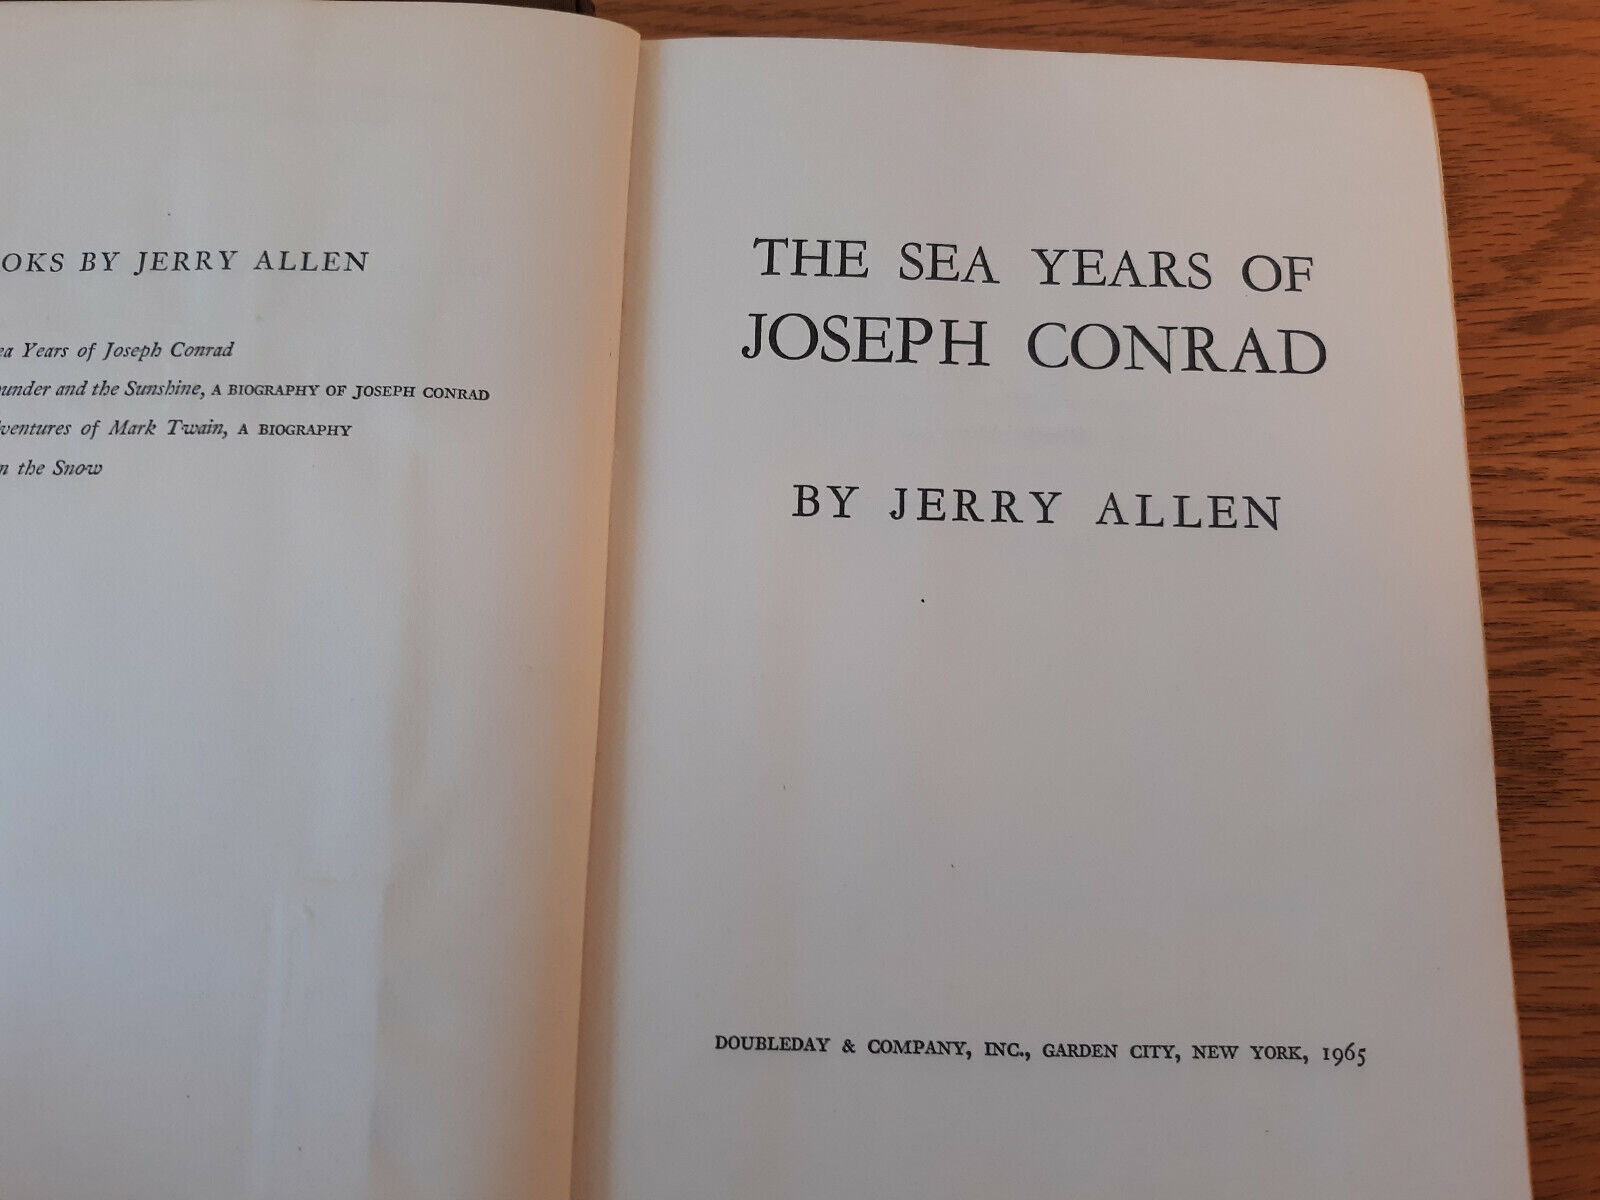 OKS BY JERRY ALLEN
ea Years of Joseph Conrad
under and the Sunshine, A BIOGRAPHY OF JOSEPH CONRAD
ventures of Mark Twain, A BIOGRAPHY
n the Snow
THE SEA YEARS OF
JOSEPH CONRAD
BY JERRY ALLEN
DOUBLEDAY & COMPANY, INC., GARDEN CITY, NEW YORK, 1965